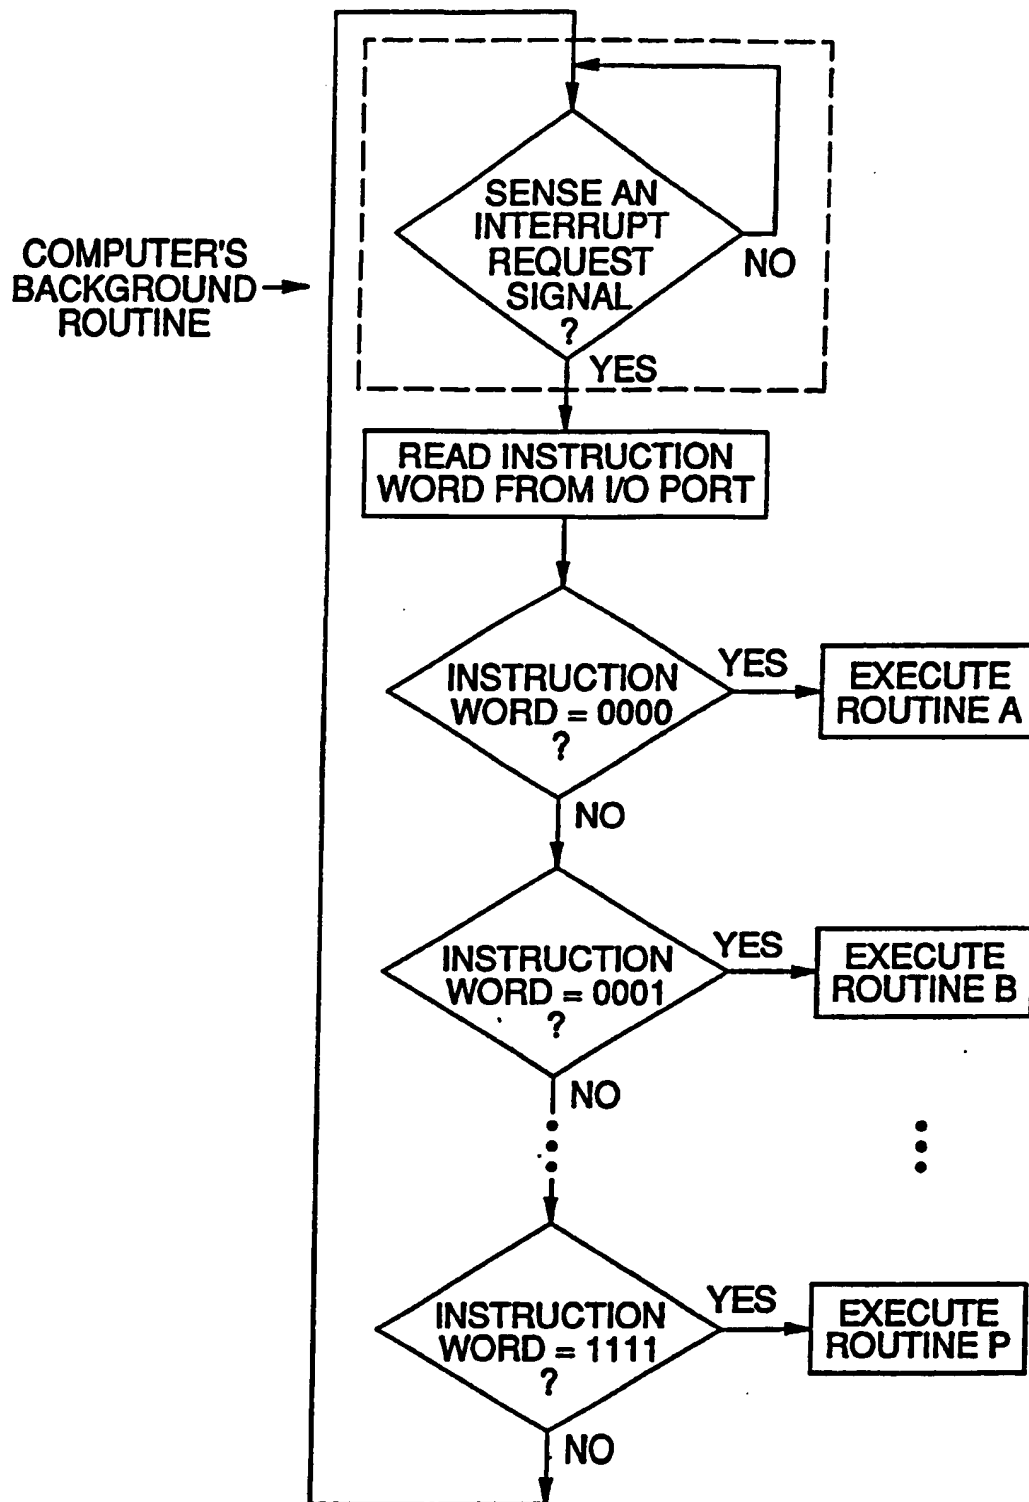 SENSE AN
INTERRUPT
REQUEST
SIGNAL
?
NO
COMPUTER'S
BACKGROUND
ROUTINE
YES
READ INSTRUCTION
WORD FROM I/O PORT
INSTRUCTION
WORD = 0000
?
YES
EXECUTE
ROUTINE A
NO
INSTRUCTION
WORD = 0001
?
YES
EXECUTE
ROUTINE B
NO
INSTRUCTION
WORD = 1111
?
YES
EXECUTE
ROUTINE P
NO